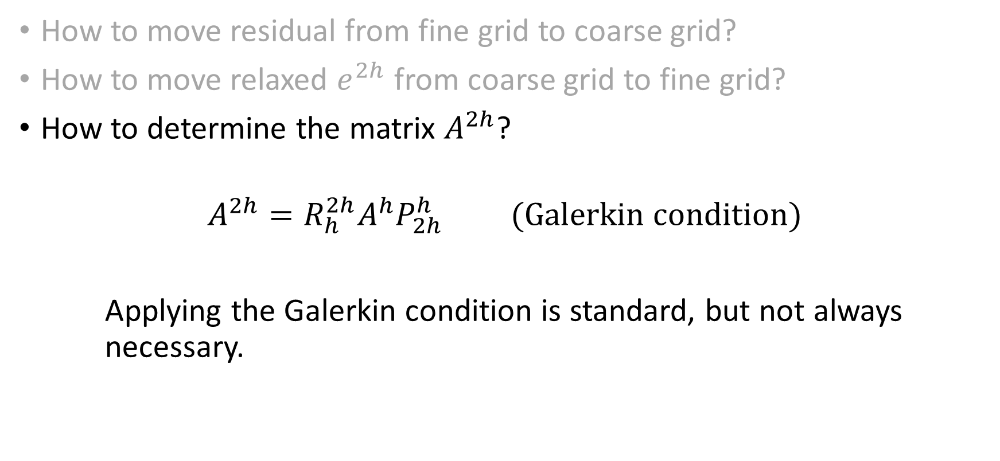 • How to move residual from fine grid to coarse grid?
• How to move relaxed $e^{2h}$ from coarse grid to fine grid?
• How to determine the matrix $A^{2h}$?
$A^{2h} = R_h^{2h} A^h P_{2h}^h$ (Galerkin condition)
Applying the Galerkin condition is standard, but not always
necessary.